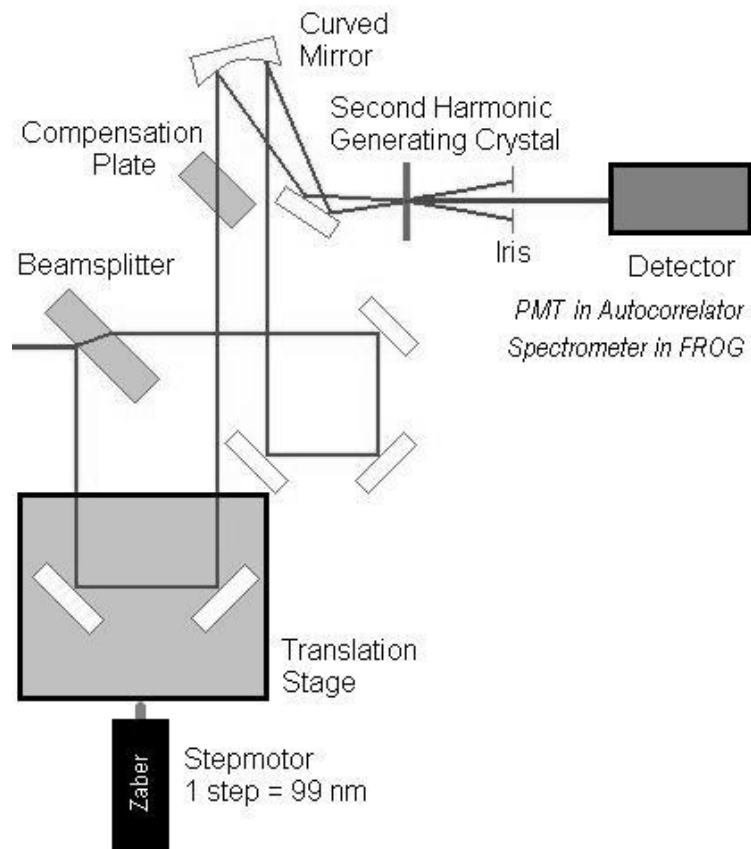 Curved
Mirror
Second Harmonic
Generating Crystal
Compensation
Plate
Iris
Beamsplitter
Detector
PMT in Autocorrelator
Spectrometer in FROG
Translation
Stage
Zaber
Stepmotor
1 step = 99 nm